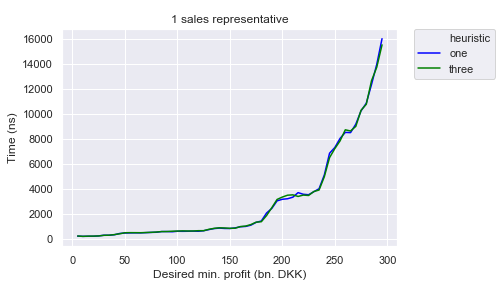 1 sales representative
16000
14000
12000
10000
8000
6000
4000
2000
0
Time (ns)
0 50 100 150 200 250 300
Desired min. profit (bn. DKK)
heuristic
one
three